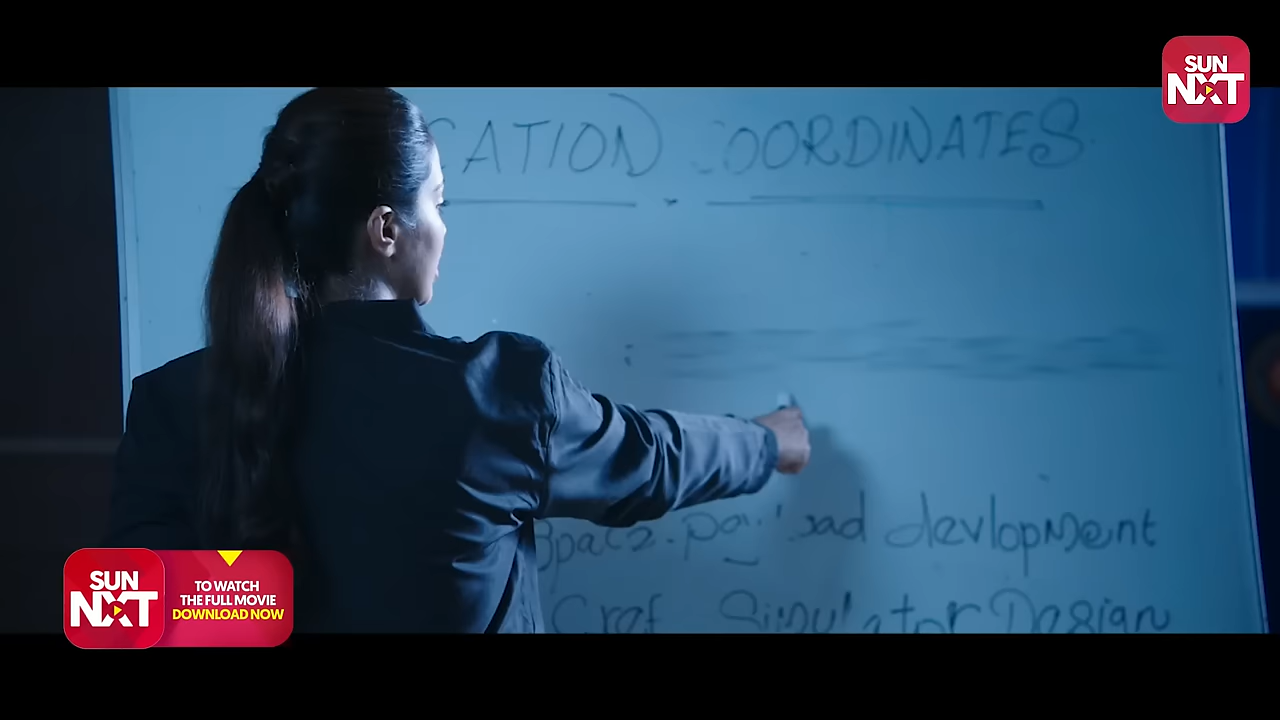 SUN
NXT
CATION COORDINATES
Space payload devlopment
Craf Simulator Design
SUN
NXT
TO WATCH
THE FULL MOVIE
DOWNLOAD NOW